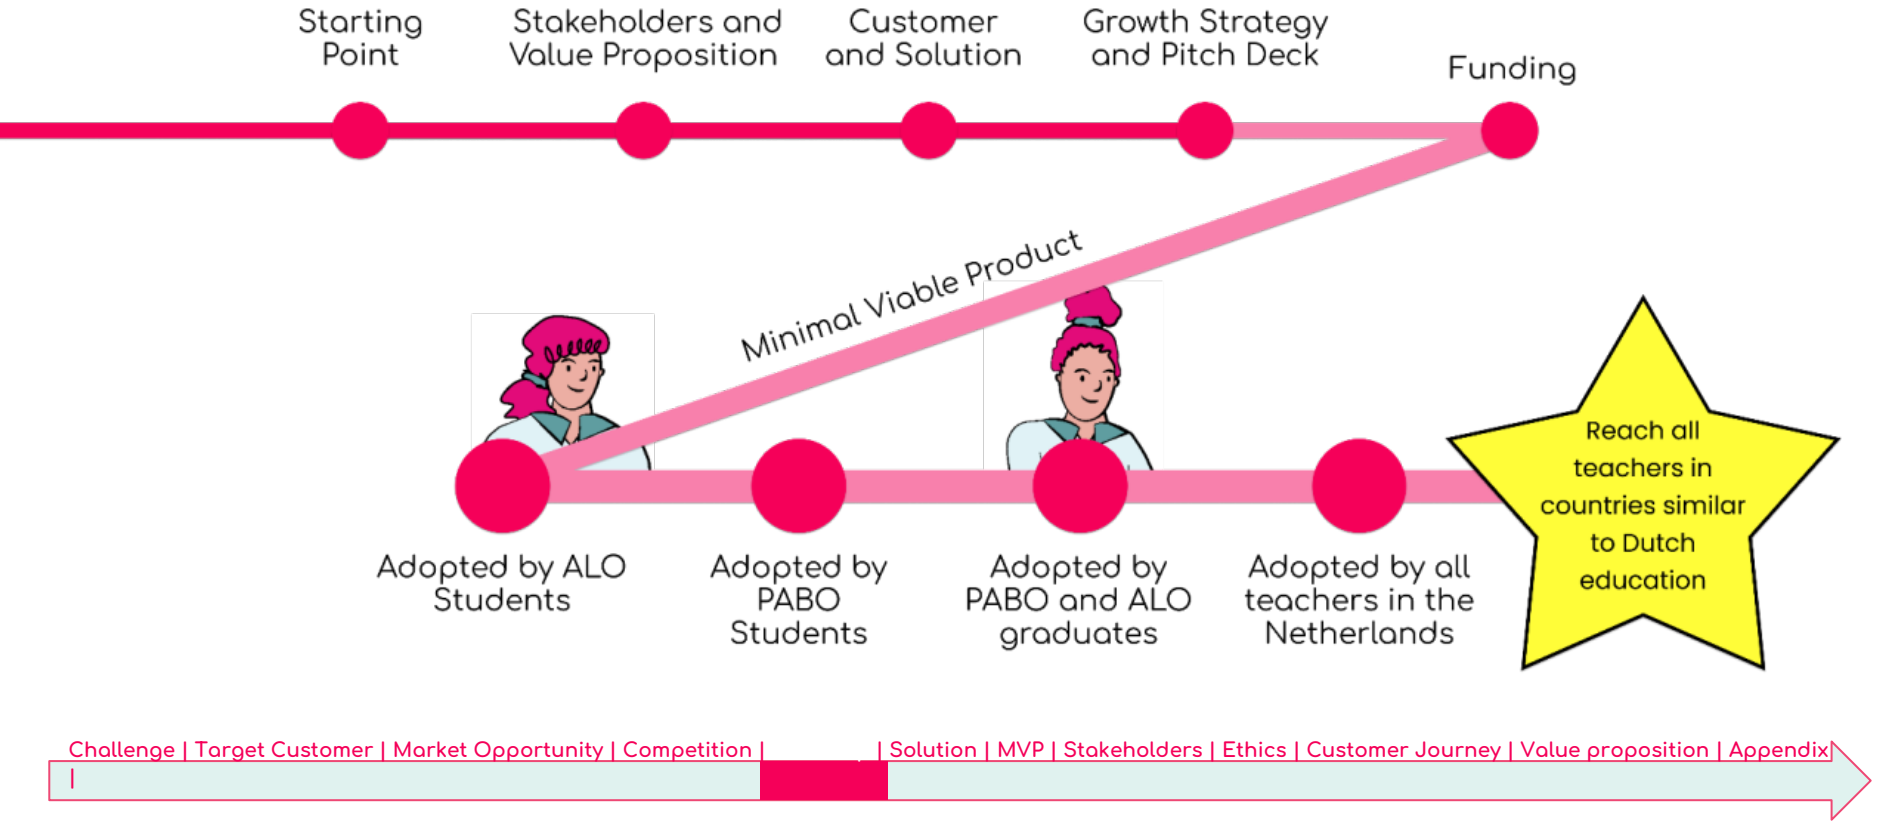 Starting
Point
Stakeholders and
Value Proposition
Customer
and Solution
Growth Strategy
and Pitch Deck
Funding
Minimal Viable Product
Adopted by ALO
Students
Adopted by
PABO
Students
Adopted by
PABO and ALO
graduates
Adopted by all
teachers in the
Netherlands
Reach all
teachers in
countries similar
to Dutch
education
Challenge | Target Customer | Market Opportunity | Competition | | Solution | MVP | Stakeholders | Ethics | Customer Journey | Value proposition | Appendix
|